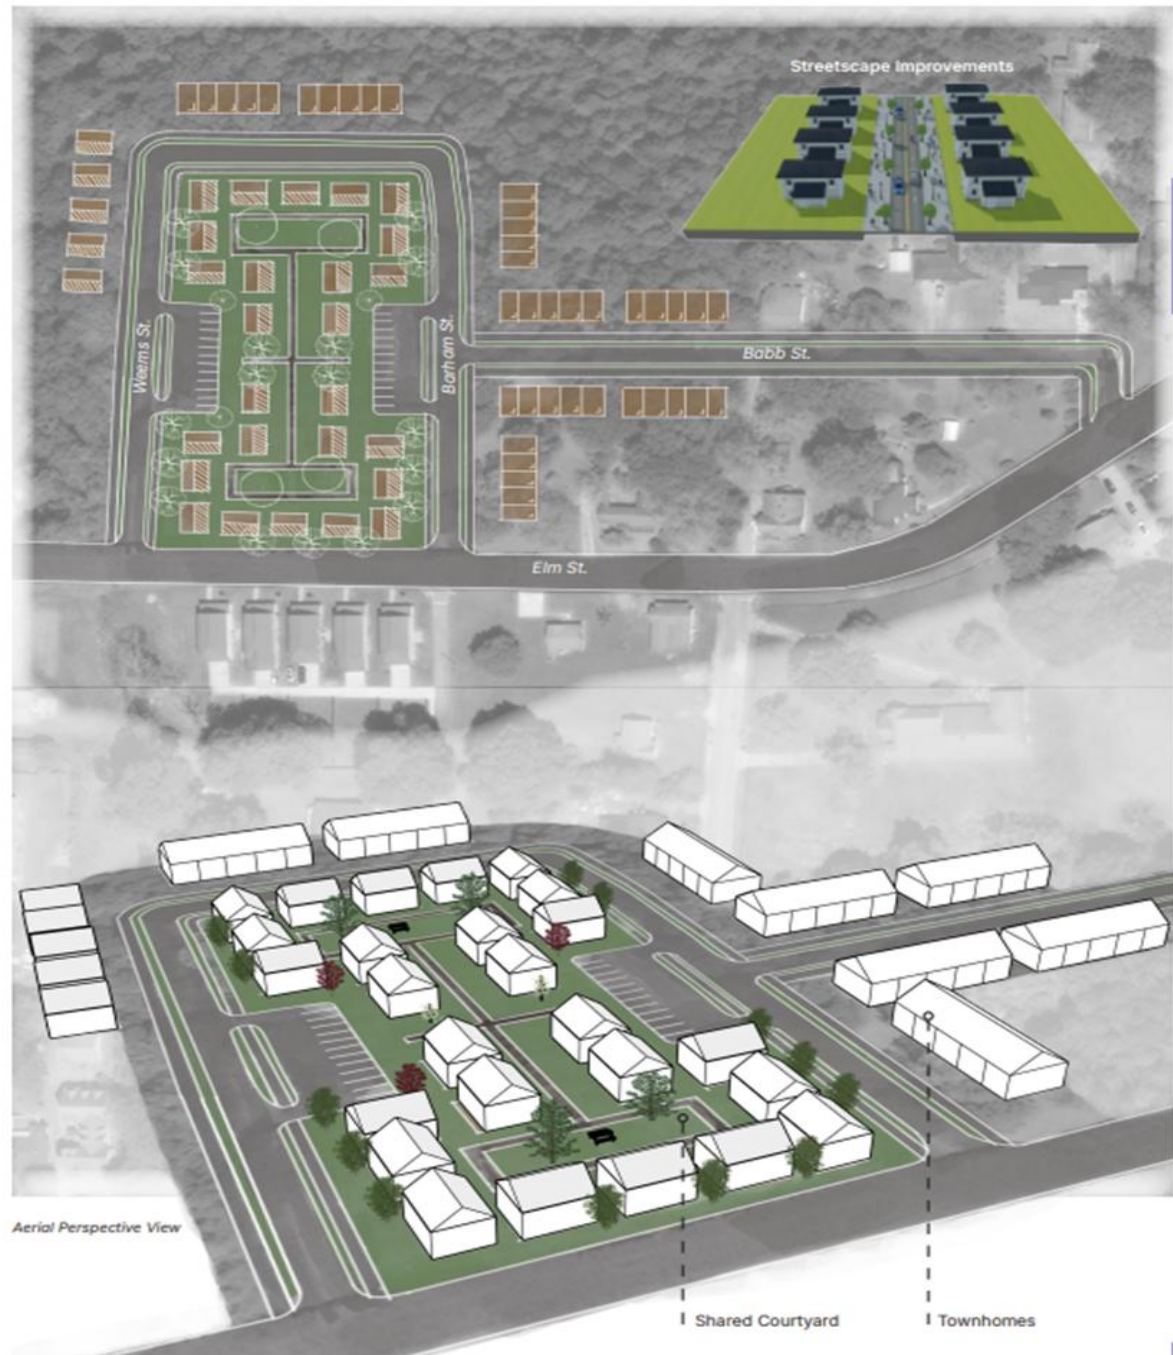 Streetscape Improvements
Weems St.
Barham St.
Babb St.
Elm St.
Aerial Perspective View
Shared Courtyard
Townhomes